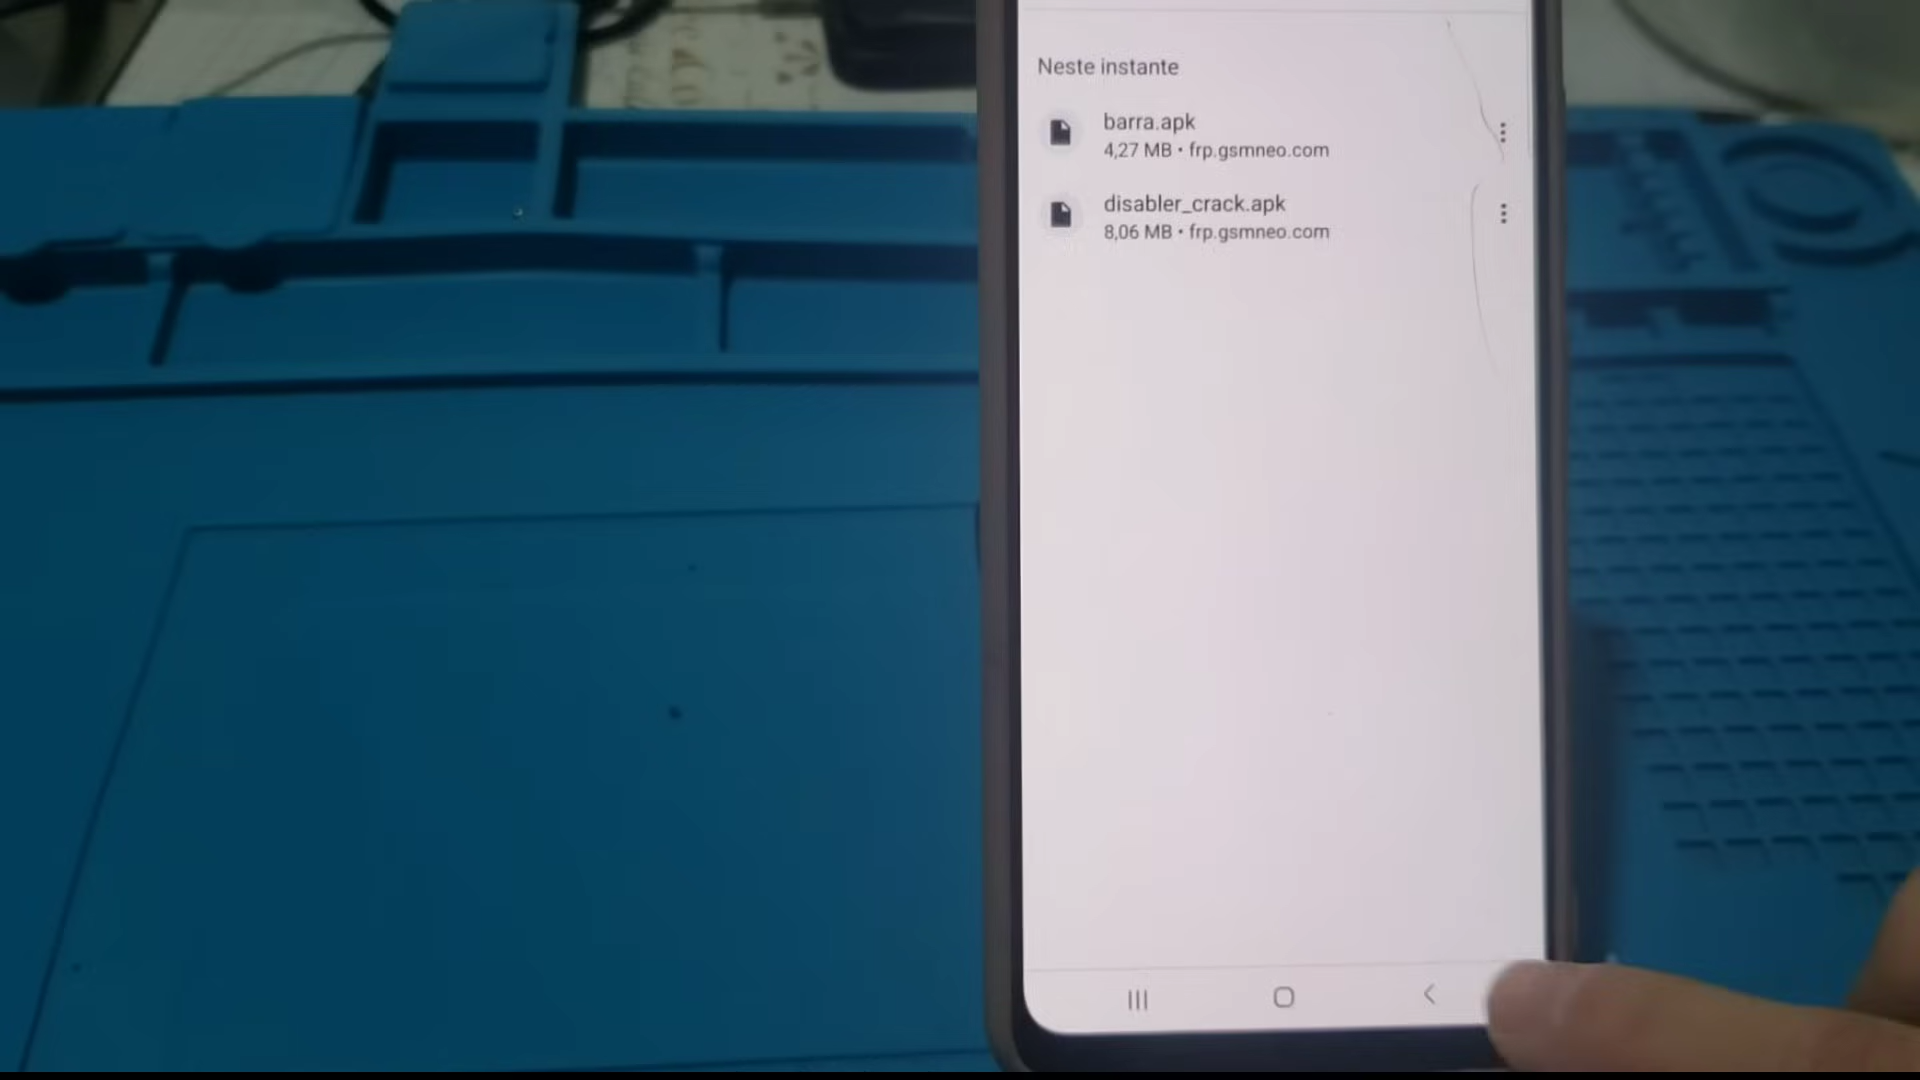 Neste instante
barra.apk
4,27 MB • frp.gsmneo.com
disabler_crack.apk
8,06 MB • frp.gsmneo.com